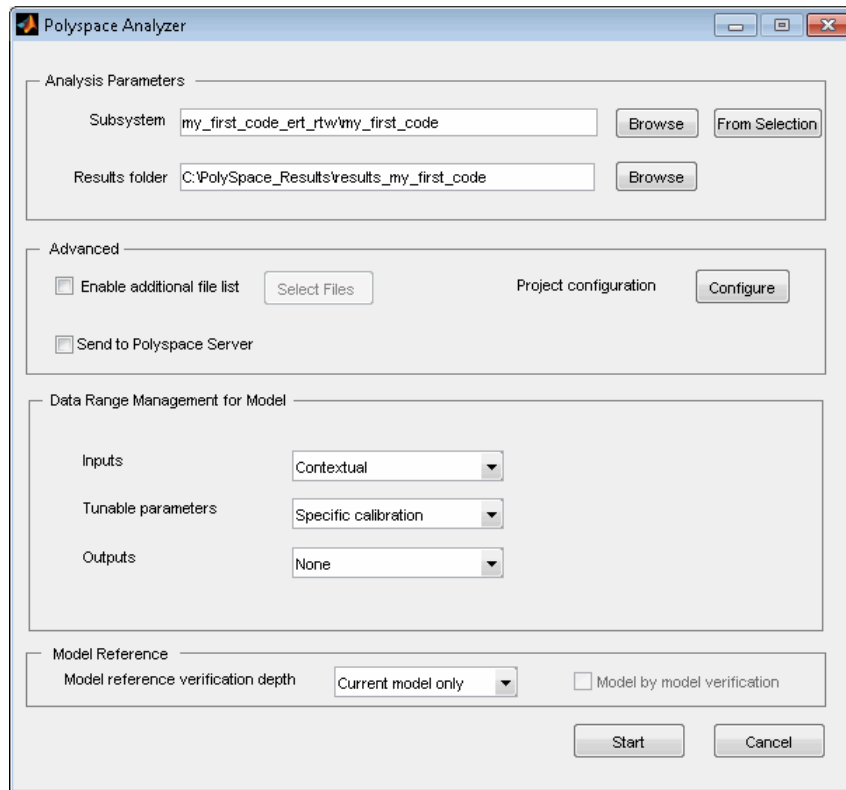 Polyspace Analyzer
Analysis Parameters
Subsystem my_first_code_ert_rtw\my_first_code Browse From Selection
Results folder C:\PolySpace_Results\results_my_first_code Browse
Advanced
Enable additional file list Select Files Project configuration Configure
Send to Polyspace Server
Data Range Management for Model
Inputs Contextual
Tunable parameters Specific calibration
Outputs None
Model Reference
Model reference verification depth Current model only Model by model verification
Start Cancel